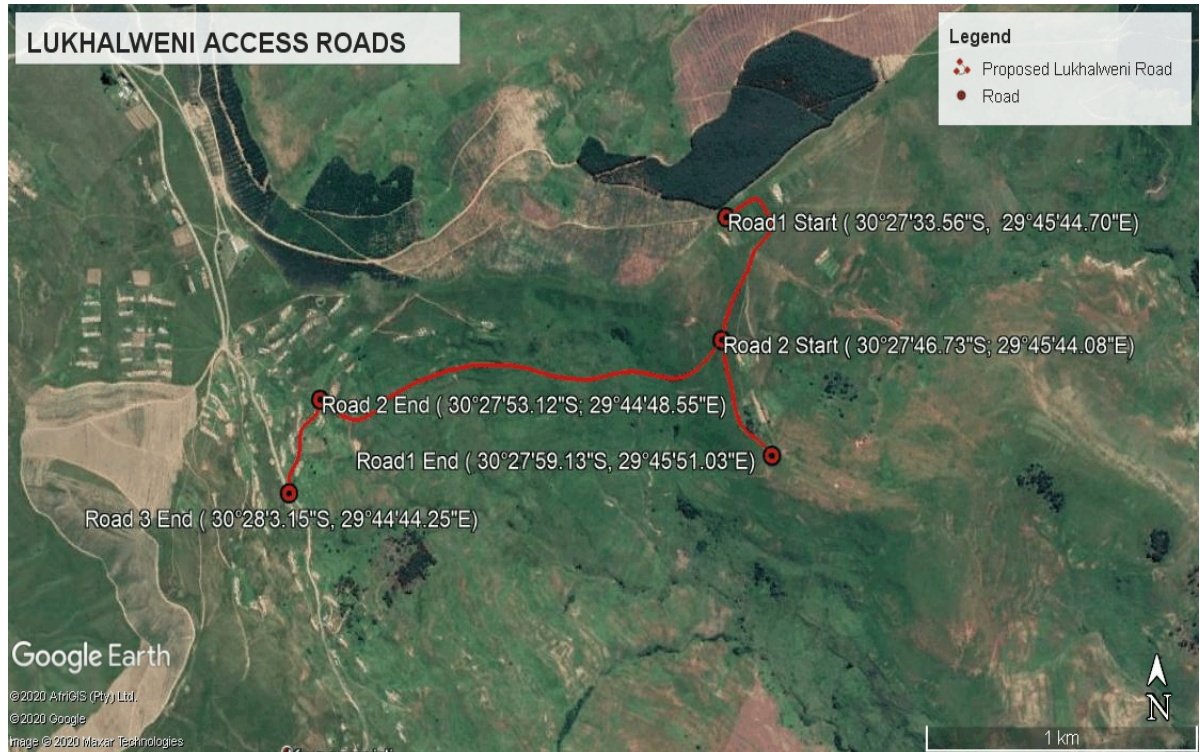 LUKHALWENI ACCESS ROADS
Legend
Proposed Lukhalweni Road
Road
Road1 Start ( 30°27'33.56"S, 29°45'44.70"E)
Road 2 Start ( 30°27'46.73"S; 29°45'44.08"E)
Road 2 End ( 30°27'53.12"S; 29°44'48.55"E)
Road1 End ( 30°27'59.13"S, 29°45'51.03"E)
Road 3 End ( 30°28'3.15"S, 29°44'44.25"E)
Google Earth
©2020 AfriGIS (Pty) Ltd.
©2020 Google
Image © 2020 Maxar Technologies
N
1 km